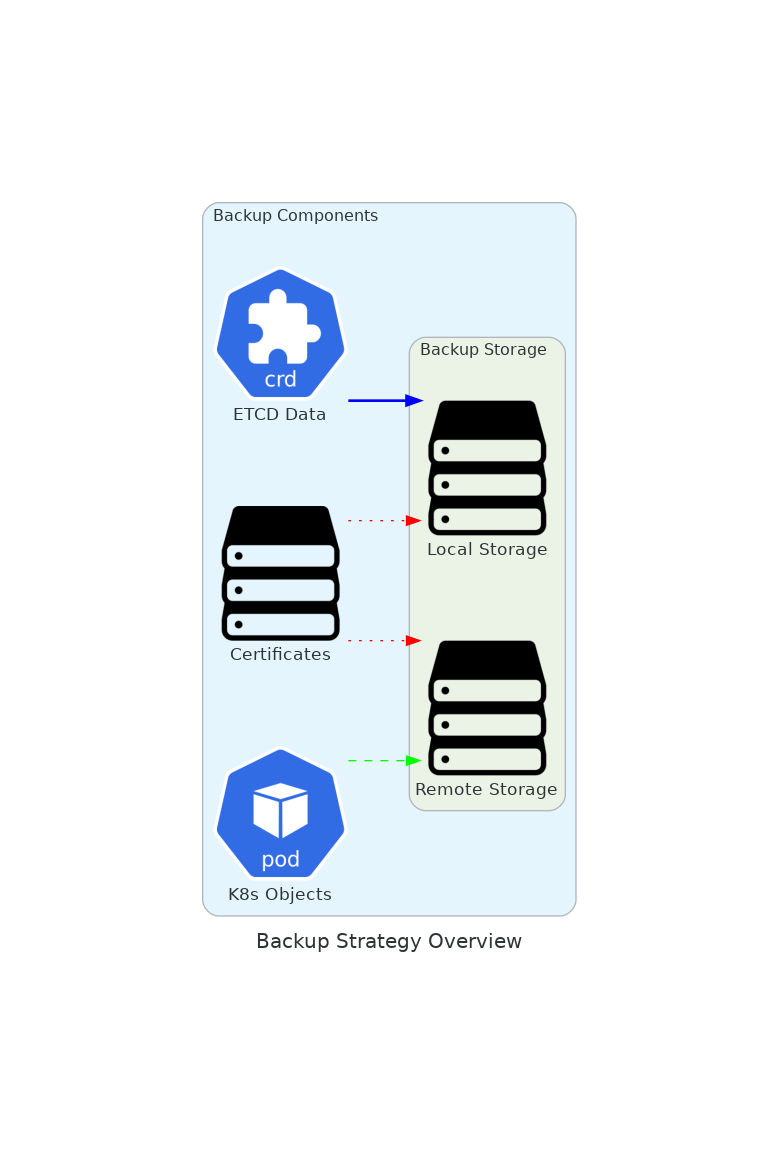 Backup Components
crd
ETCD Data
Backup Storage
Local Storage
Certificates
Remote Storage
pod
K8s Objects
Backup Strategy Overview